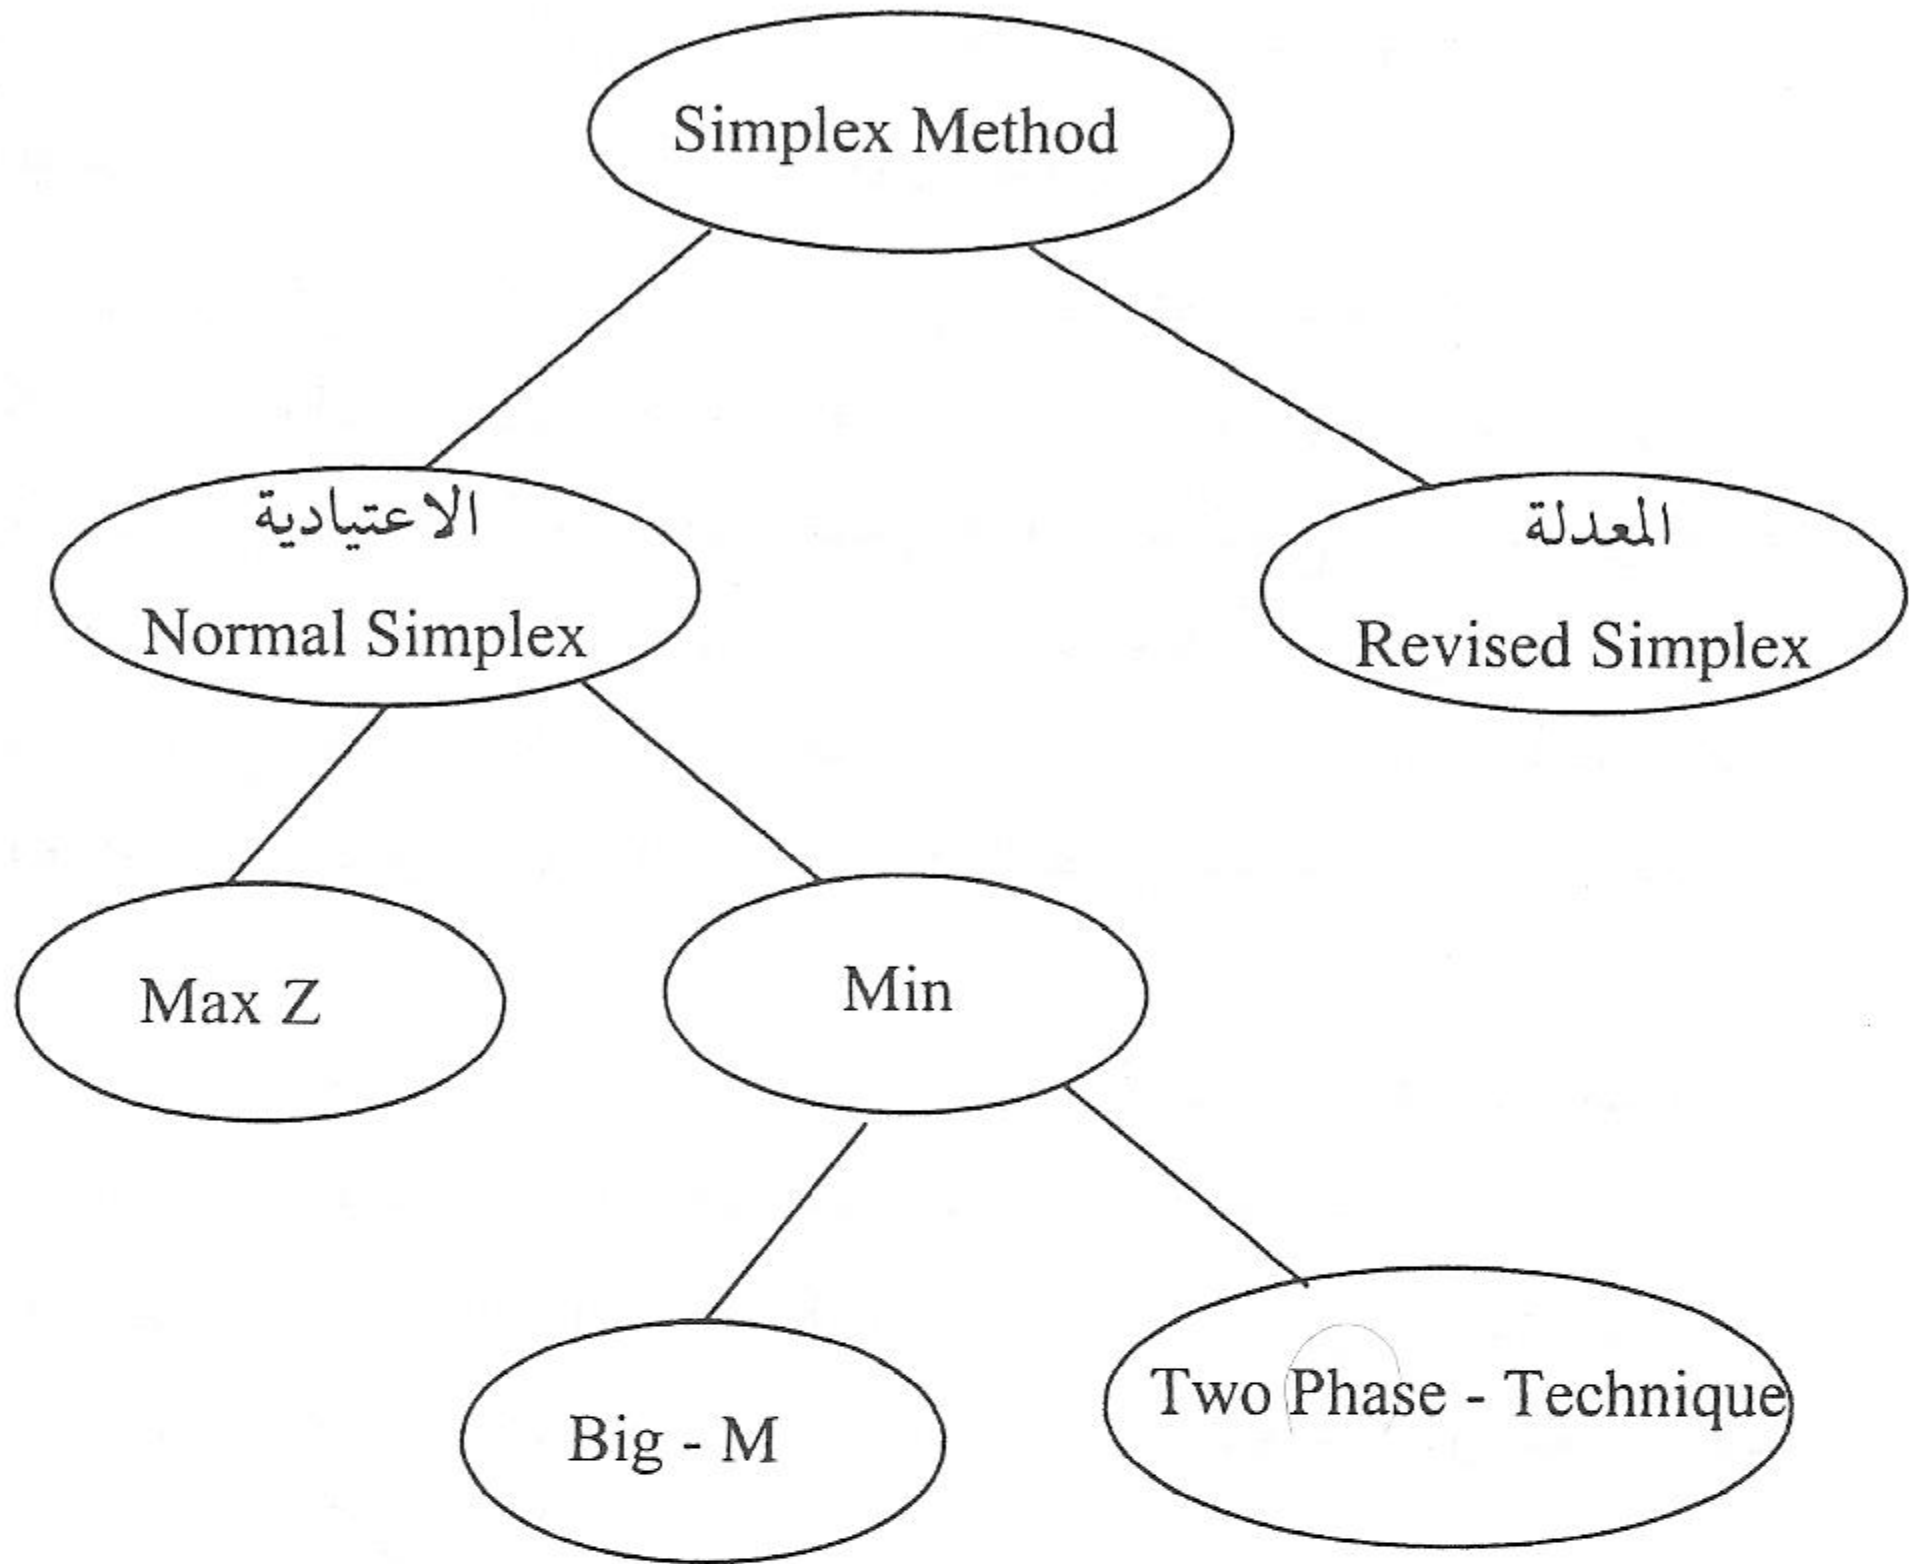 Simplex Method
الاعتيادية
Normal Simplex
المعدلة
Revised Simplex
Max Z
Min
Big - M
Two Phase - Technique